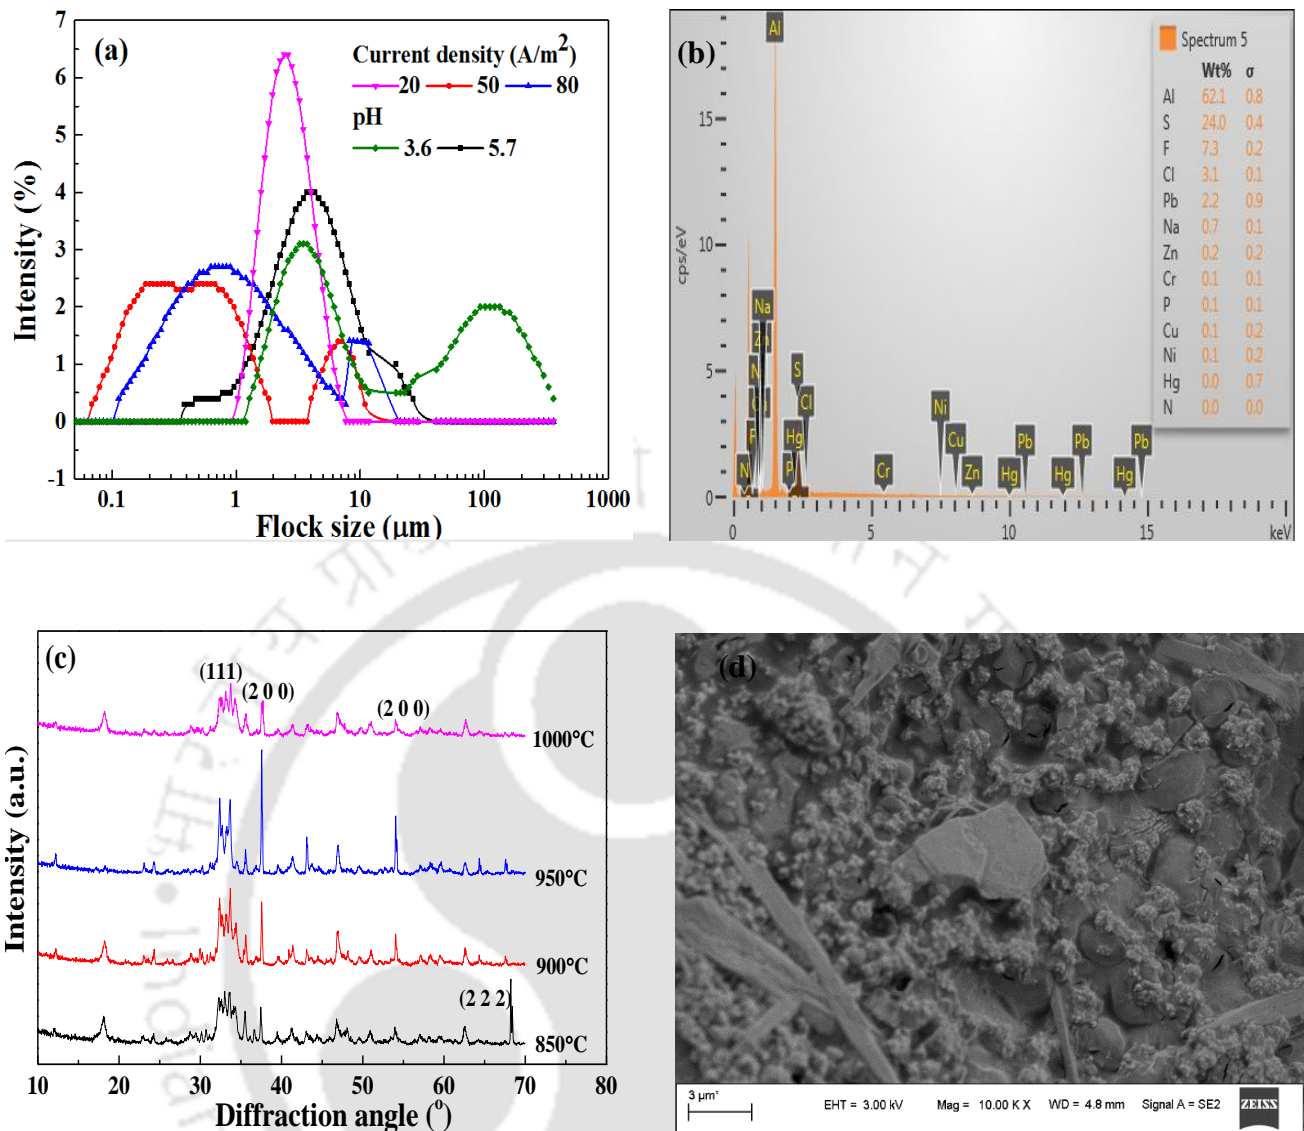 (a)
Current density (A/m²)
20 50 80
pH
3.6 5.7
7
6
5
4
3
2
1
0
-1
Intensity (%)
0.1 1 10 100 1000
Flock size (μm)
(b)
Spectrum 5
Wt% σ
Al 62.1 0.8
S 24.0 0.4
F 7.3 0.2
Cl 3.1 0.1
Pb 2.2 0.9
Na 0.7 0.1
Zn 0.2 0.2
Cr 0.1 0.1
P 0.1 0.1
Cu 0.1 0.2
Ni 0.1 0.2
Hg 0.0 0.7
N 0.0 0.0
Al
Na
Zn
N
F
N
S
Cl
Hg
P
Cr
Ni
Cu
Zn
Hg
Pb
Hg
Pb
Hg
Pb
15
10
5
0
cps/eV
0 5 10 15 keV
(c)
(111)
(2 0 0)
(2 0 0)
1000°C
950°C
900°C
(2 2 2)
850°C
Intensity (a.u.)
10 20 30 40 50 60 70 80
Diffraction angle (°)
(d)
3 μm*
EHT = 3.00 kV Mag = 10.00 K X WD = 4.8 mm Signal A = SE2 ZEISS